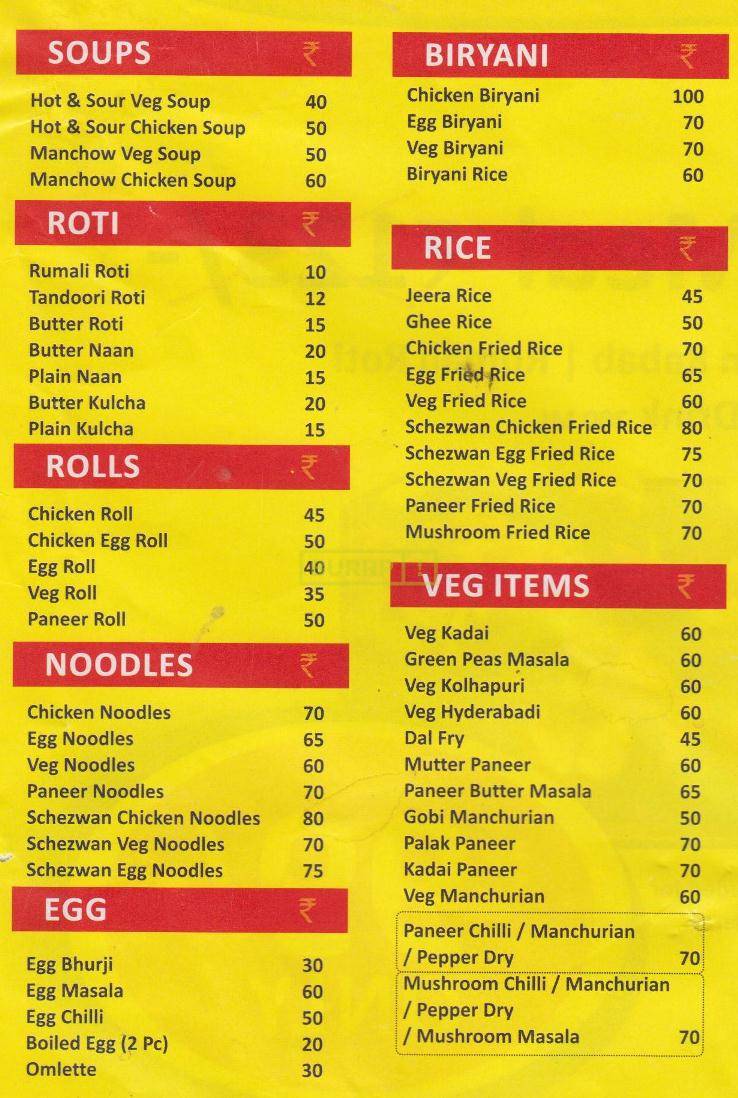 SOUPS ₹
Hot & Sour Veg Soup 40
Hot & Sour Chicken Soup 50
Manchow Veg Soup 50
Manchow Chicken Soup 60
ROTI ₹
Rumali Roti 10
Tandoori Roti 12
Butter Roti 15
Butter Naan 20
Plain Naan 15
Butter Kulcha 20
Plain Kulcha 15
ROLLS ₹
Chicken Roll 45
Chicken Egg Roll 50
Egg Roll 40
Veg Roll 35
Paneer Roll 50
NOODLES ₹
Chicken Noodles 70
Egg Noodles 65
Veg Noodles 60
Paneer Noodles 70
Schezwan Chicken Noodles 80
Schezwan Veg Noodles 70
Schezwan Egg Noodles 75
EGG ₹
Egg Bhurji 30
Egg Masala 60
Egg Chilli 50
Boiled Egg (2 Pc) 20
Omlette 30
BIRYANI ₹
Chicken Biryani 100
Egg Biryani 70
Veg Biryani 70
Biryani Rice 60
RICE ₹
Jeera Rice 45
Ghee Rice 50
Chicken Fried Rice 70
Egg Fried Rice 65
Veg Fried Rice 60
Schezwan Chicken Fried Rice 80
Schezwan Egg Fried Rice 75
Schezwan Veg Fried Rice 70
Paneer Fried Rice 70
Mushroom Fried Rice 70
VEG ITEMS ₹
Veg Kadai 60
Green Peas Masala 60
Veg Kolhapuri 60
Veg Hyderabadi 60
Dal Fry 45
Mutter Paneer 60
Paneer Butter Masala 65
Gobi Manchurian 50
Palak Paneer 70
Kadai Paneer 70
Veg Manchurian 60
Paneer Chilli / Manchurian
/ Pepper Dry 70
Mushroom Chilli / Manchurian
/ Pepper Dry
/ Mushroom Masala 70